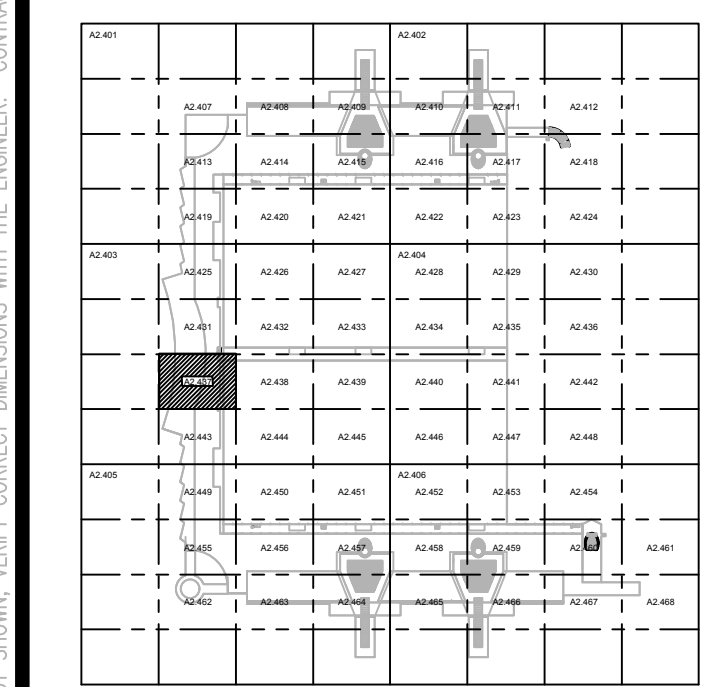 A2.401 A2.402
A2.407 A2.408 A2.409 A2.410 A2.411 A2.412
A2.413 A2.414 A2.415 A2.416 A2.417 A2.418
A2.419 A2.420 A2.421 A2.422 A2.423 A2.424
A2.403 A2.404
A2.425 A2.426 A2.427 A2.428 A2.429 A2.430
A2.431 A2.432 A2.433 A2.434 A2.435 A2.436
A2.437 A2.438 A2.439 A2.440 A2.441 A2.442
A2.443 A2.444 A2.445 A2.446 A2.447 A2.448
A2.405 A2.406
A2.449 A2.450 A2.451 A2.452 A2.453 A2.454
A2.455 A2.456 A2.457 A2.458 A2.459 A2.460 A2.461
A2.462 A2.463 A2.464 A2.465 A2.466 A2.467 A2.468
SHOWN, VERIFY CORRECT DIMENSIONS WITH THE ENGINEER.